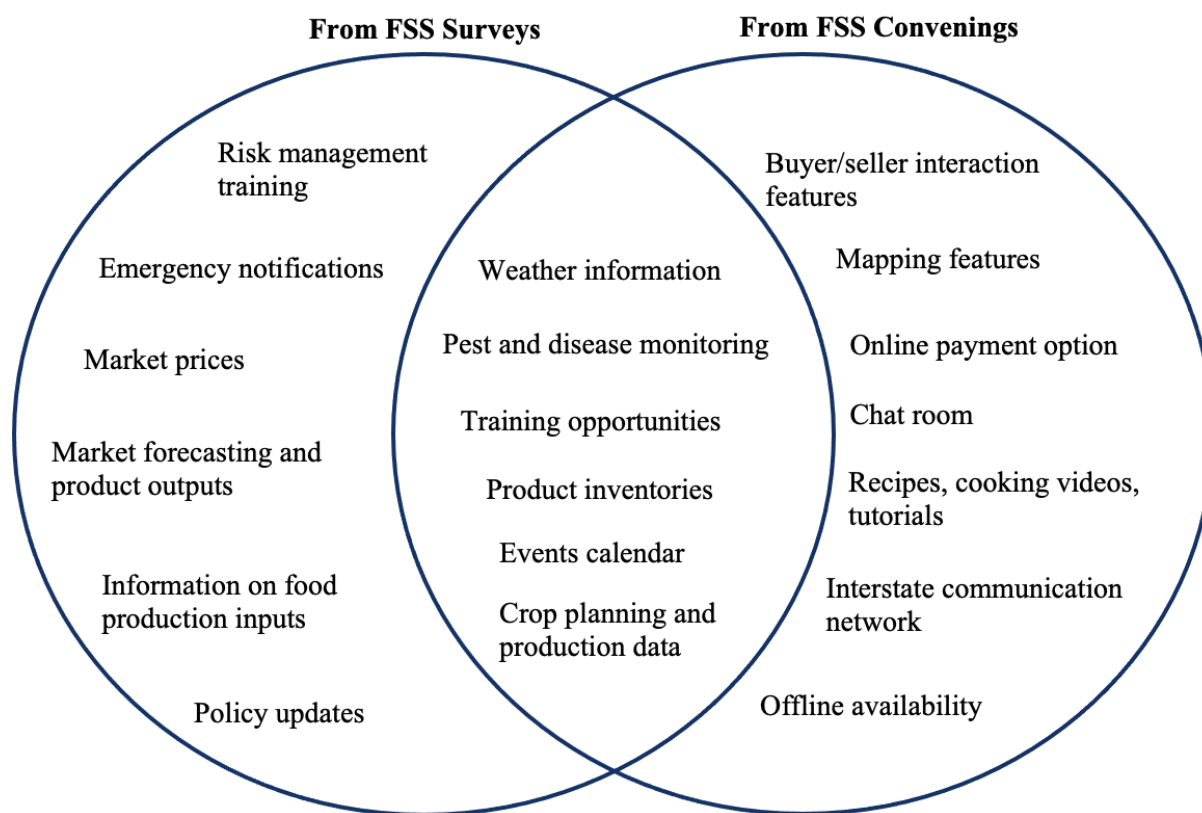 From FSS Surveys
From FSS Convenings
Risk management
training
Emergency notifications
Market prices
Market forecasting and
product outputs
Information on food
production inputs
Policy updates
Weather information
Pest and disease monitoring
Training opportunities
Product inventories
Events calendar
Crop planning and
production data
Buyer/seller interaction
features
Mapping features
Online payment option
Chat room
Recipes, cooking videos,
tutorials
Interstate communication
network
Offline availability